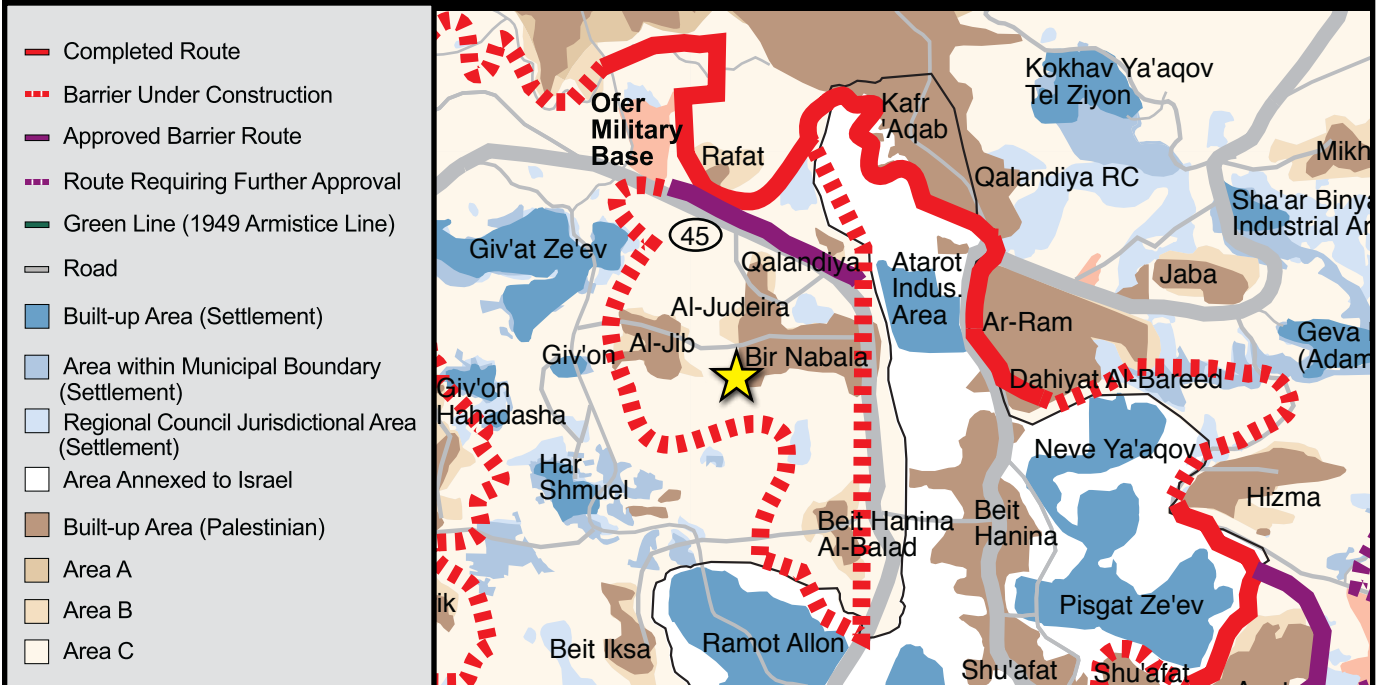 Completed Route
Barrier Under Construction
Approved Barrier Route
Route Requiring Further Approval
Green Line (1949 Armistice Line)
Road
Built-up Area (Settlement)
Area within Municipal Boundary
(Settlement)
Regional Council Jurisdictional Area
(Settlement)
Area Annexed to Israel
Built-up Area (Palestinian)
Area A
Area B
Area C
Kokhav Ya'aqov
Tel Ziyon
Ofer
Military
Base
Kafr
'Aqab
Rafat
Mikh
Qalandiya RC
Sha'ar Binya
Industrial Ar
45
Giv'at Ze'ev
Qalandiya
Atarot
Indus.
Area
Jaba
Al-Judeira
Ar-Ram
Geva
(Adam
Al-Jib
Giv'on
Bir Nabala
Giv'on
Hahadasha
Dahiyat Al-Bareed
Neve Ya'aqov
Har
Shmuel
Hizma
Beit Hanina
Al-Balad
Beit
Hanina
ik
Pisgat Ze'ev
Beit Iksa
Ramot Allon
Shu'afat
Shu'afat